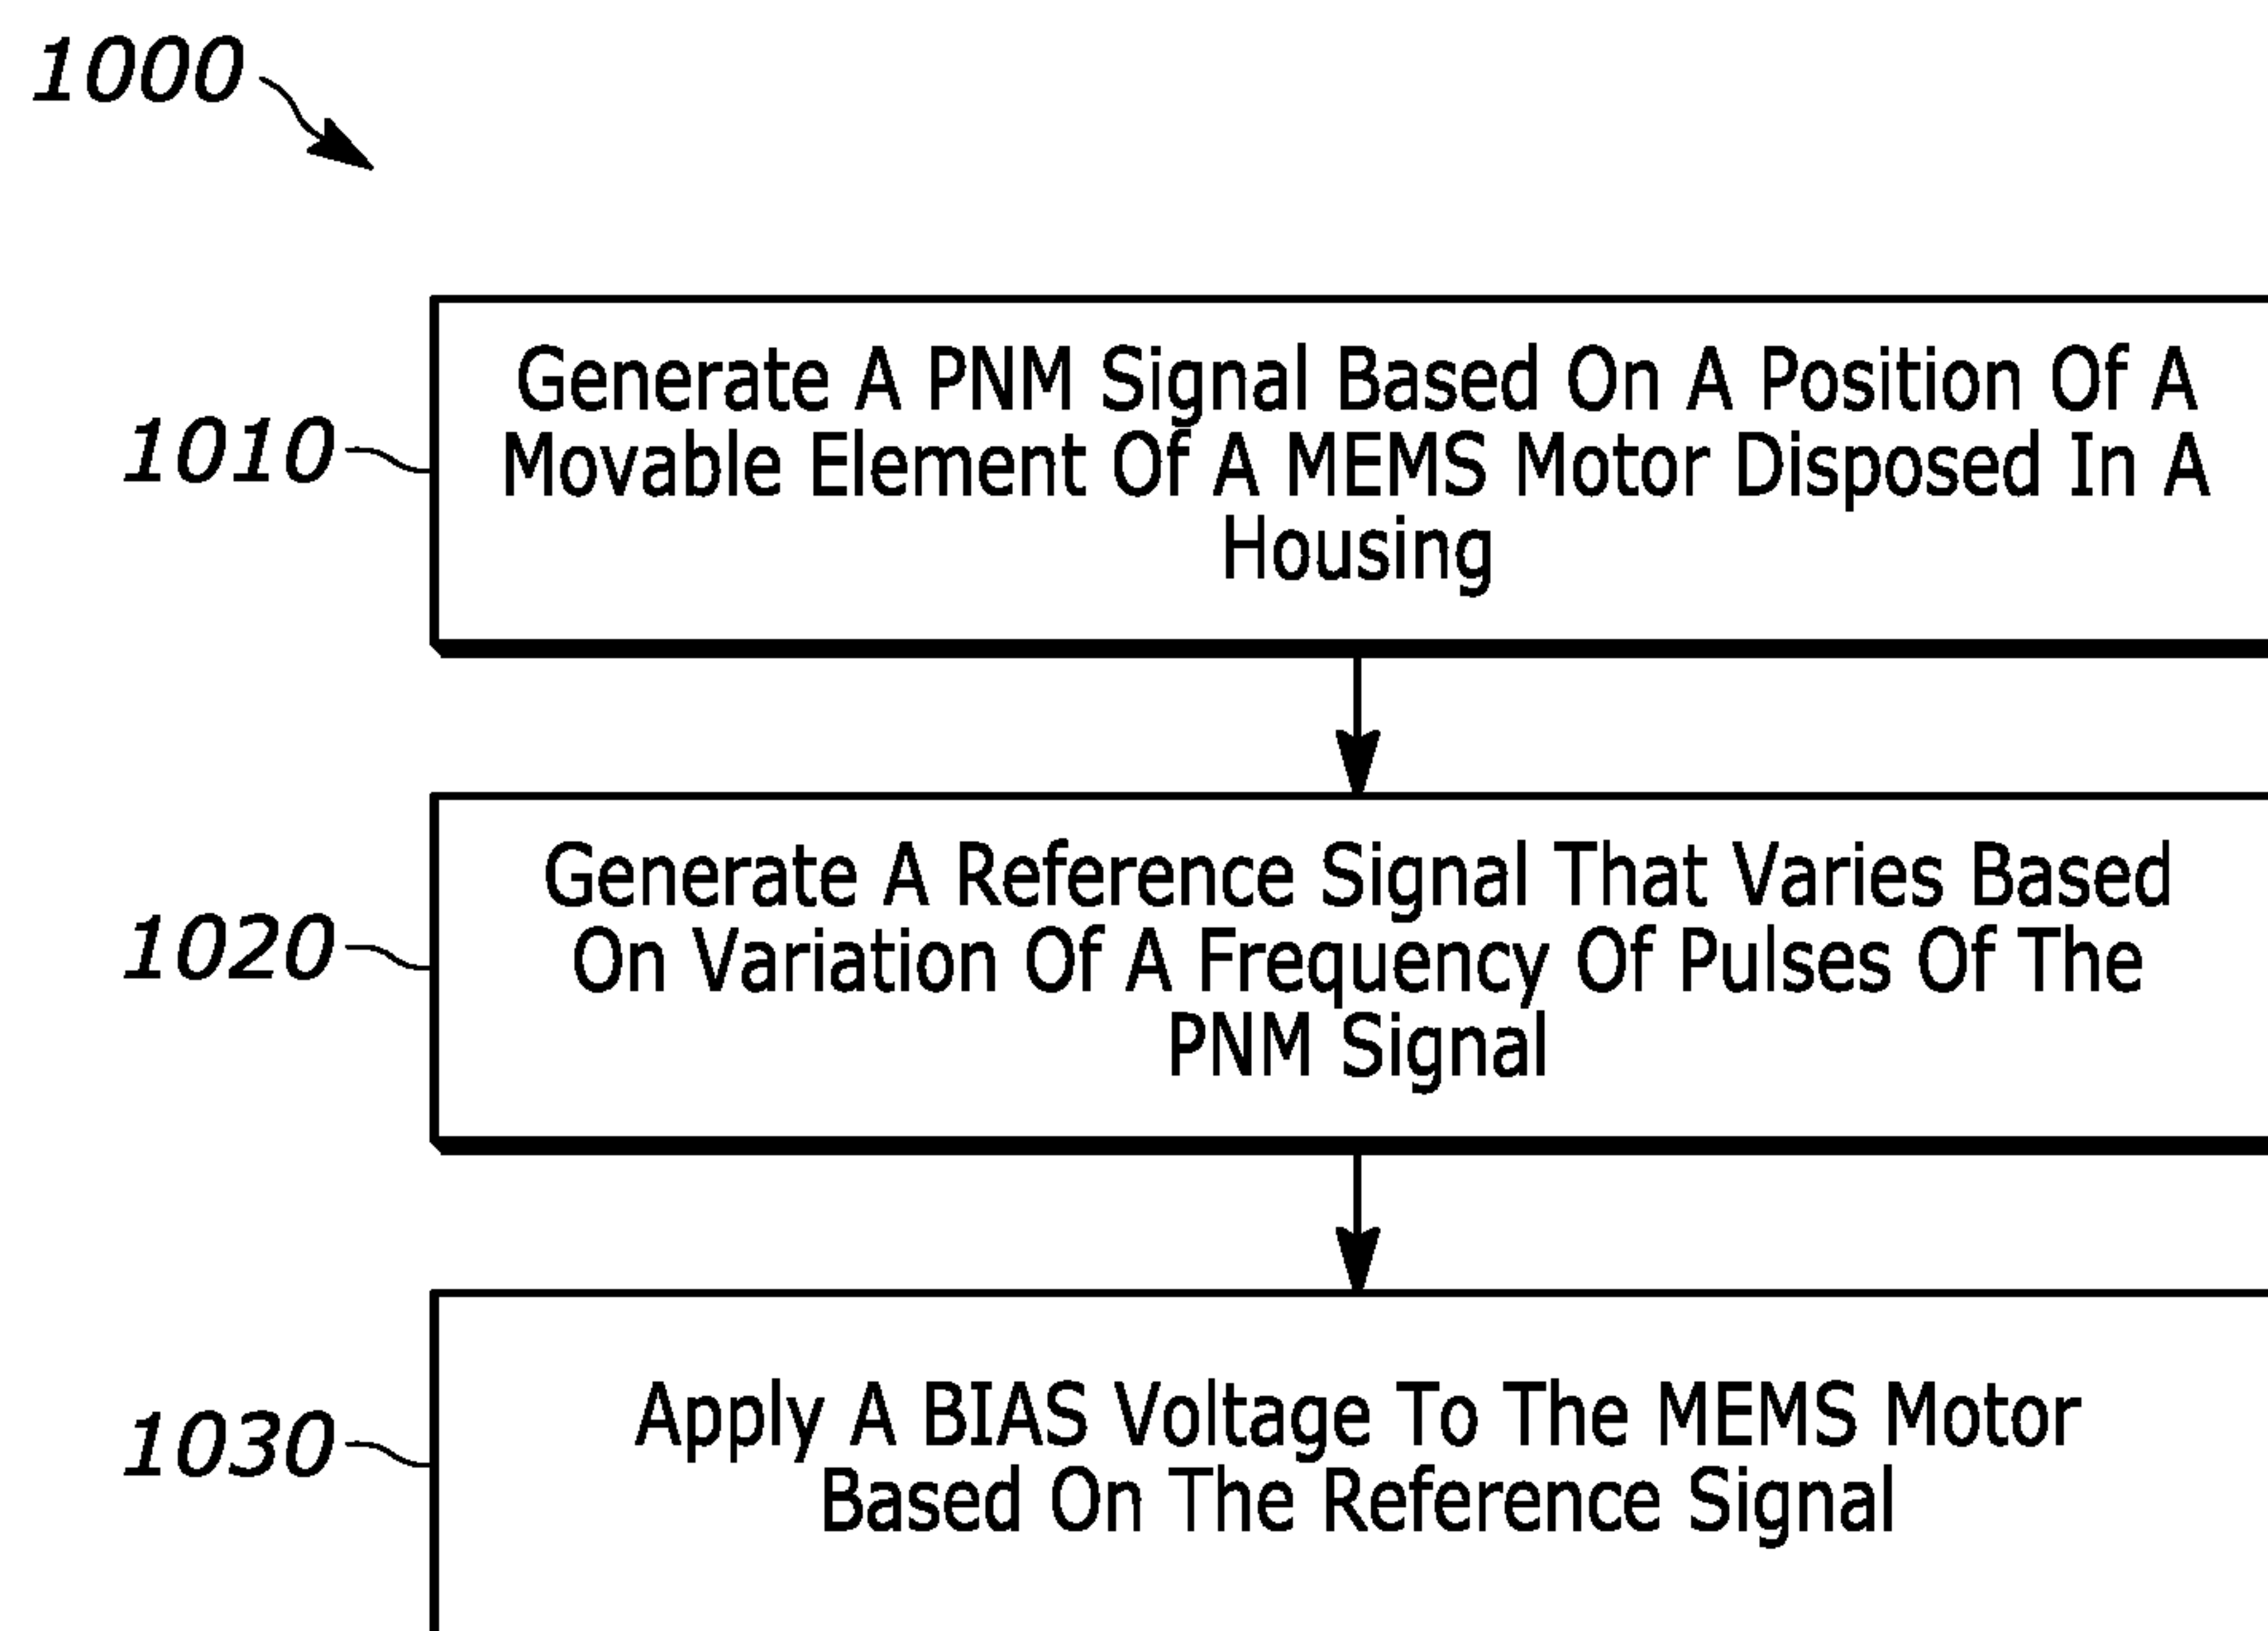 1000
1010
Generate A PNM Signal Based On A Position Of A
Movable Element Of A MEMS Motor Disposed In A
Housing
1020
Generate A Reference Signal That Varies Based
On Variation Of A Frequency Of Pulses Of The
PNM Signal
1030
Apply A BIAS Voltage To The MEMS Motor
Based On The Reference Signal